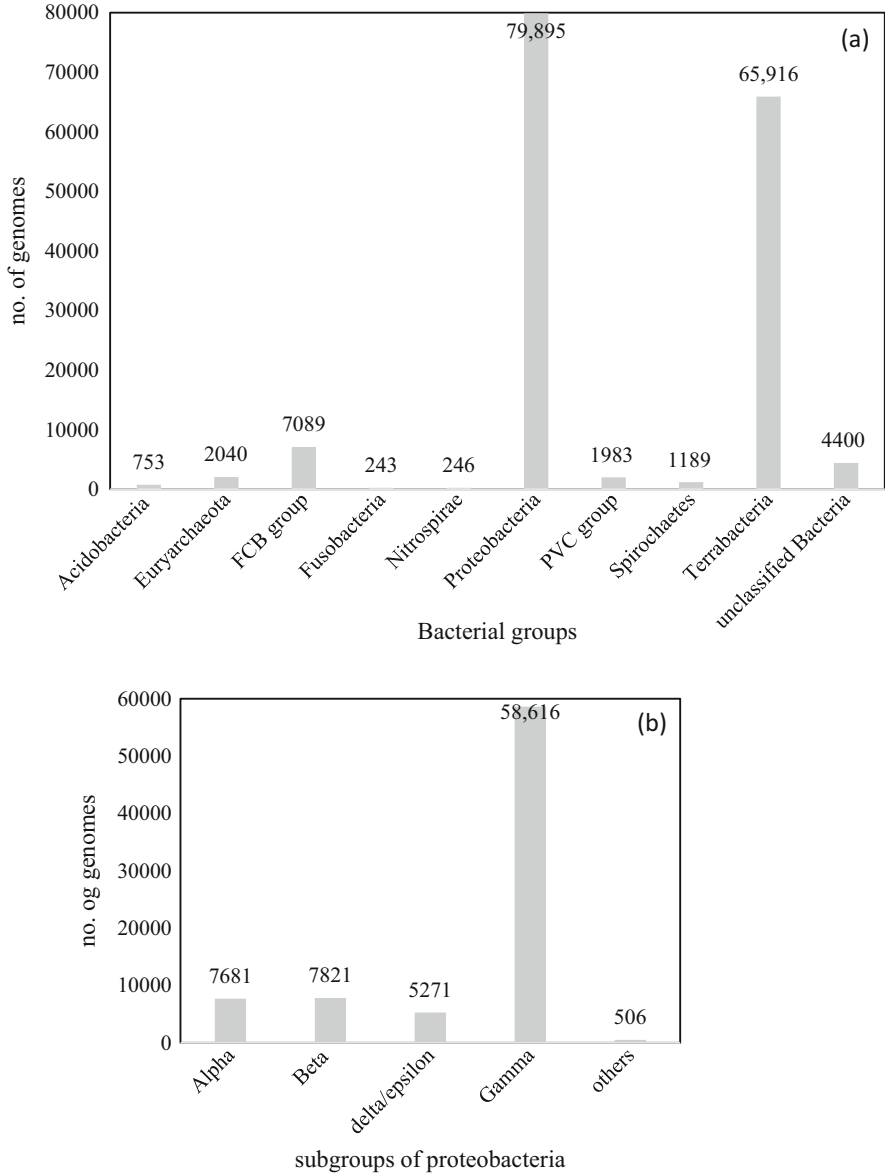 80000
79,895
(a)
70000
65,916
60000
50000
40000
30000
20000
10000
7089
4400
753
2040
243
246
1983
1189
0
no. of genomes
Acidobacteria
Euryarchaeota
FCB group
Fusobacteria
Nitrospirae
Proteobacteria
PVC group
Spirochaetes
Terrabacteria
unclassified Bacteria
Bacterial groups
60000
58,616
(b)
50000
40000
30000
20000
10000
7681
7821
5271
506
0
no. og genomes
Alpha
Beta
delta/epsilon
Gamma
others
subgroups of proteobacteria